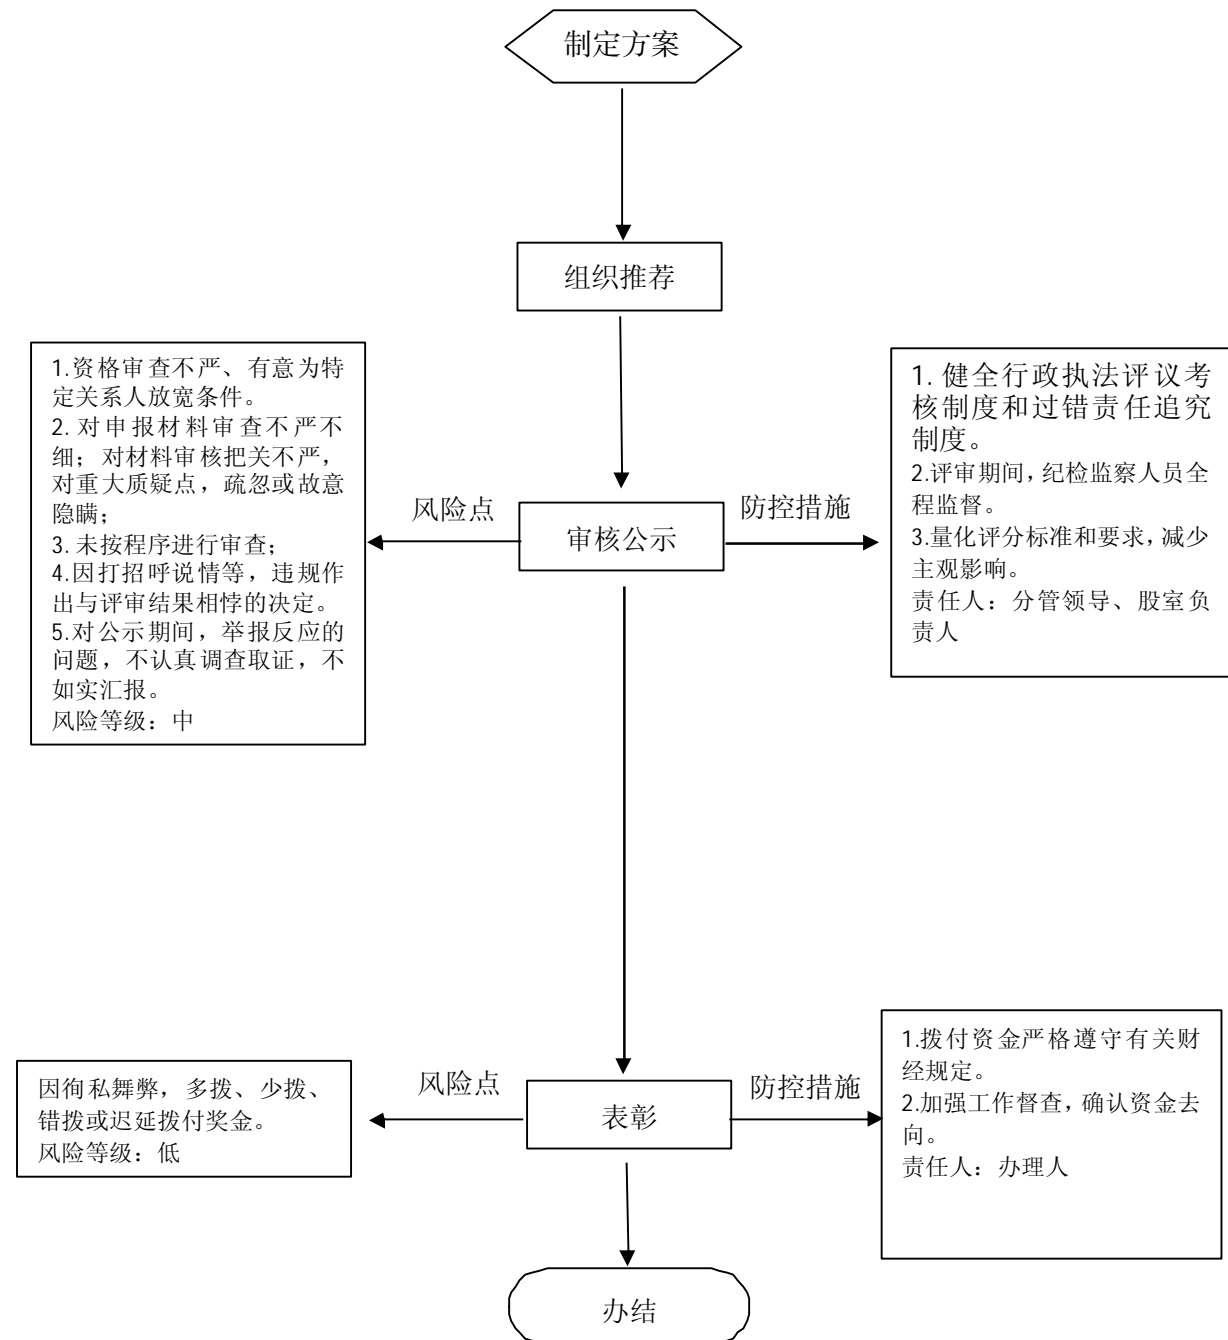 制定方案
组织推荐
1.资格审查不严、有意为特
定关系人放宽条件。
2.对申报材料审查不严不
细；对材料审核把关不严，
对重大质疑点，疏忽或故意
隐瞒；
3.未按程序进行审查；
4.因打招呼说情等，违规作
出与评审结果相悖的决定。
5.对公示期间，举报反应的
问题，不认真调查取证，不
如实汇报。
风险等级：中
风险点
审核公示
防控措施
1.健全行政执法评议考
核制度和过错责任追究
制度。
2.评审期间，纪检监察人员全
程监督。
3.量化评分标准和要求，减少
主观影响。
责任人：分管领导、股室负
责人
因徇私舞弊，多拨、少拨、
错拨或迟延拨付奖金。
风险等级：低
风险点
表彰
防控措施
1.拨付资金严格遵守有关财
经规定。
2.加强工作督查，确认资金去
向。
责任人：办理人
办结